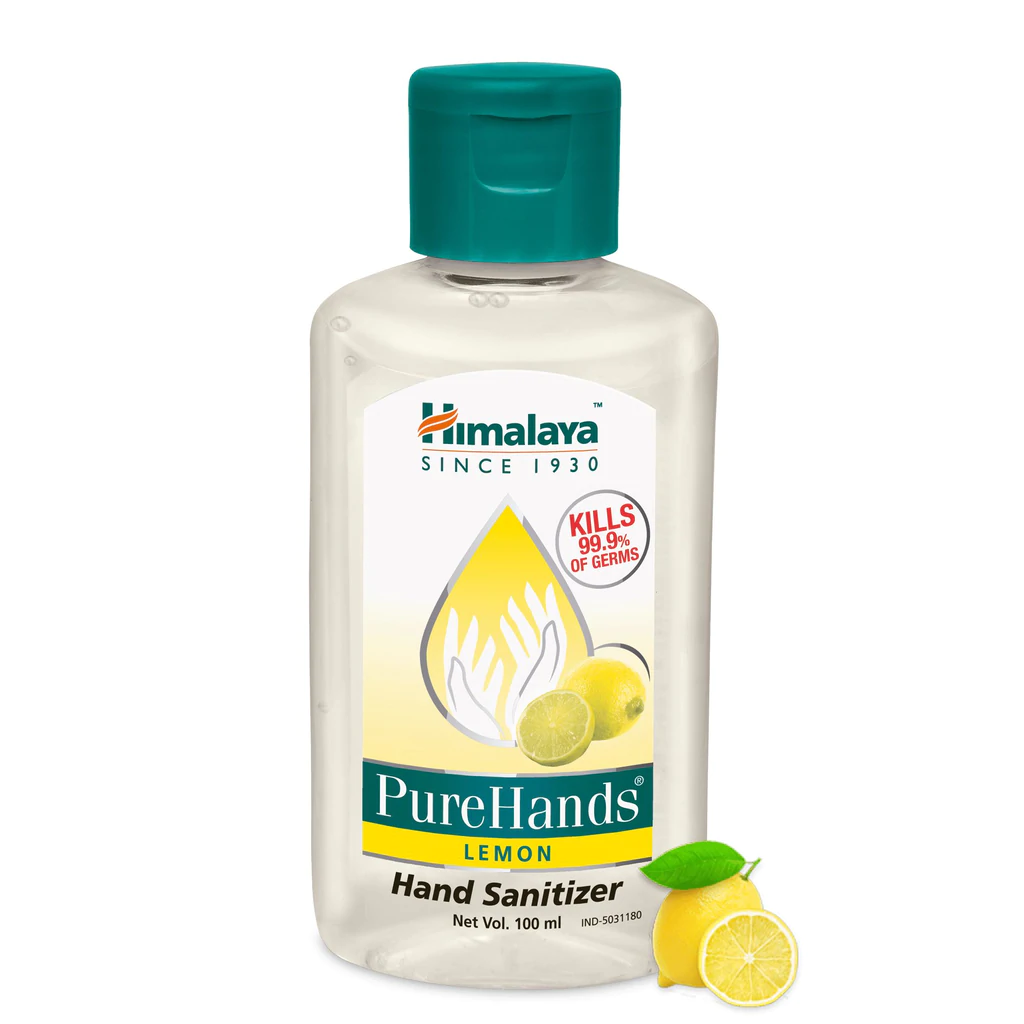 Himalaya™
SINCE 1930
KILLS
99.9%
OF GERMS
PureHands®
LEMON
Hand Sanitizer
Net Vol. 100 ml IND-5031180